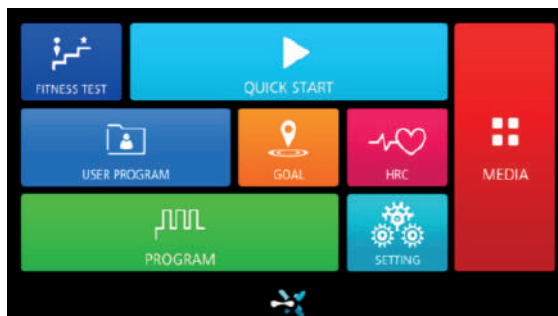 FITNESS TEST
QUICK START
USER PROGRAM
GOAL
HRC
MEDIA
PROGRAM
SETTING